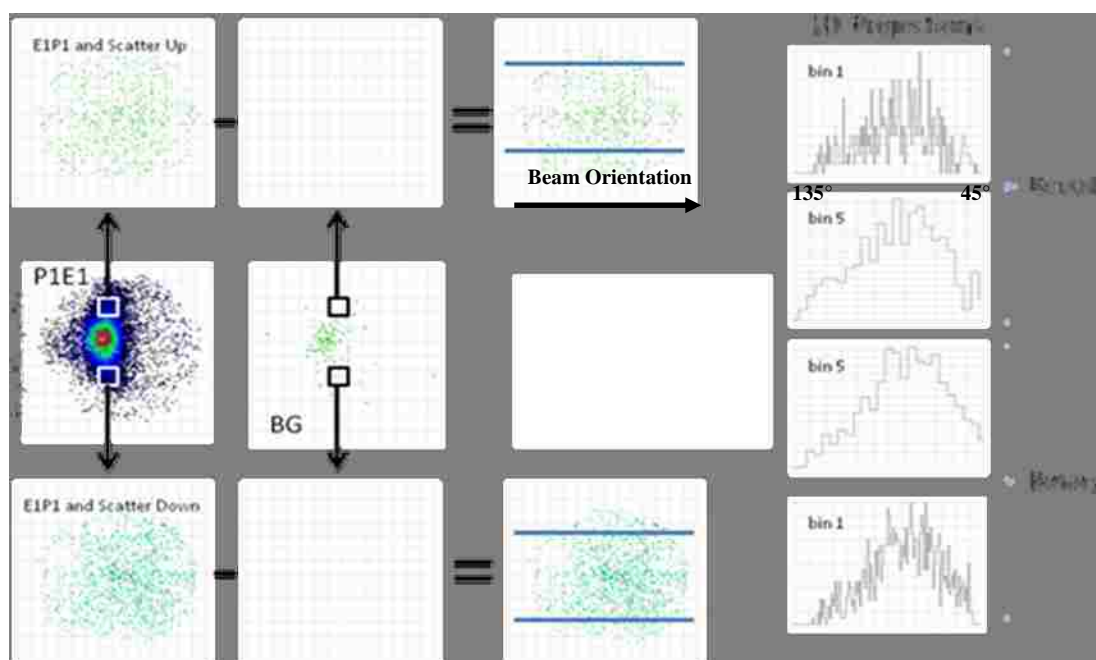 E1P1 and Scatter Up
bin 1
Beam Orientation
135° 45°
bin 5
P1E1
BG
bin 5
E1P1 and Scatter Down
bin 1